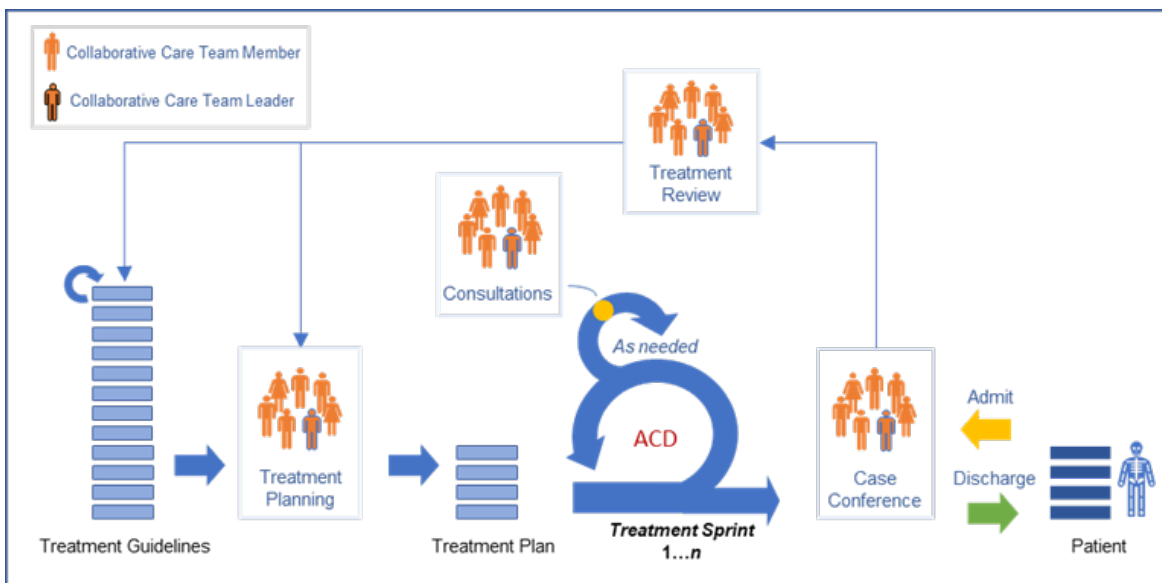 Collaborative Care Team Member
Collaborative Care Team Leader
Treatment
Review
Consultations
As needed
ACD
Treatment
Planning
Case
Conference
Admit
Discharge
Treatment Guidelines
Treatment Plan
Treatment Sprint
1...n
Patient